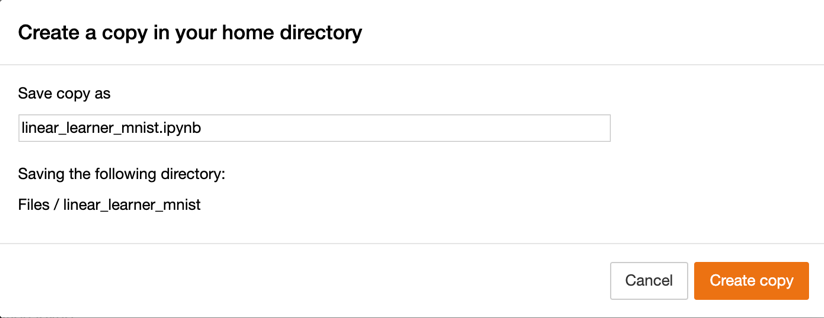 Create a copy in your home directory
Save copy as
linear_learner_mnist.ipynb
Saving the following directory:
Files / linear_learner_mnist
Cancel
Create copy